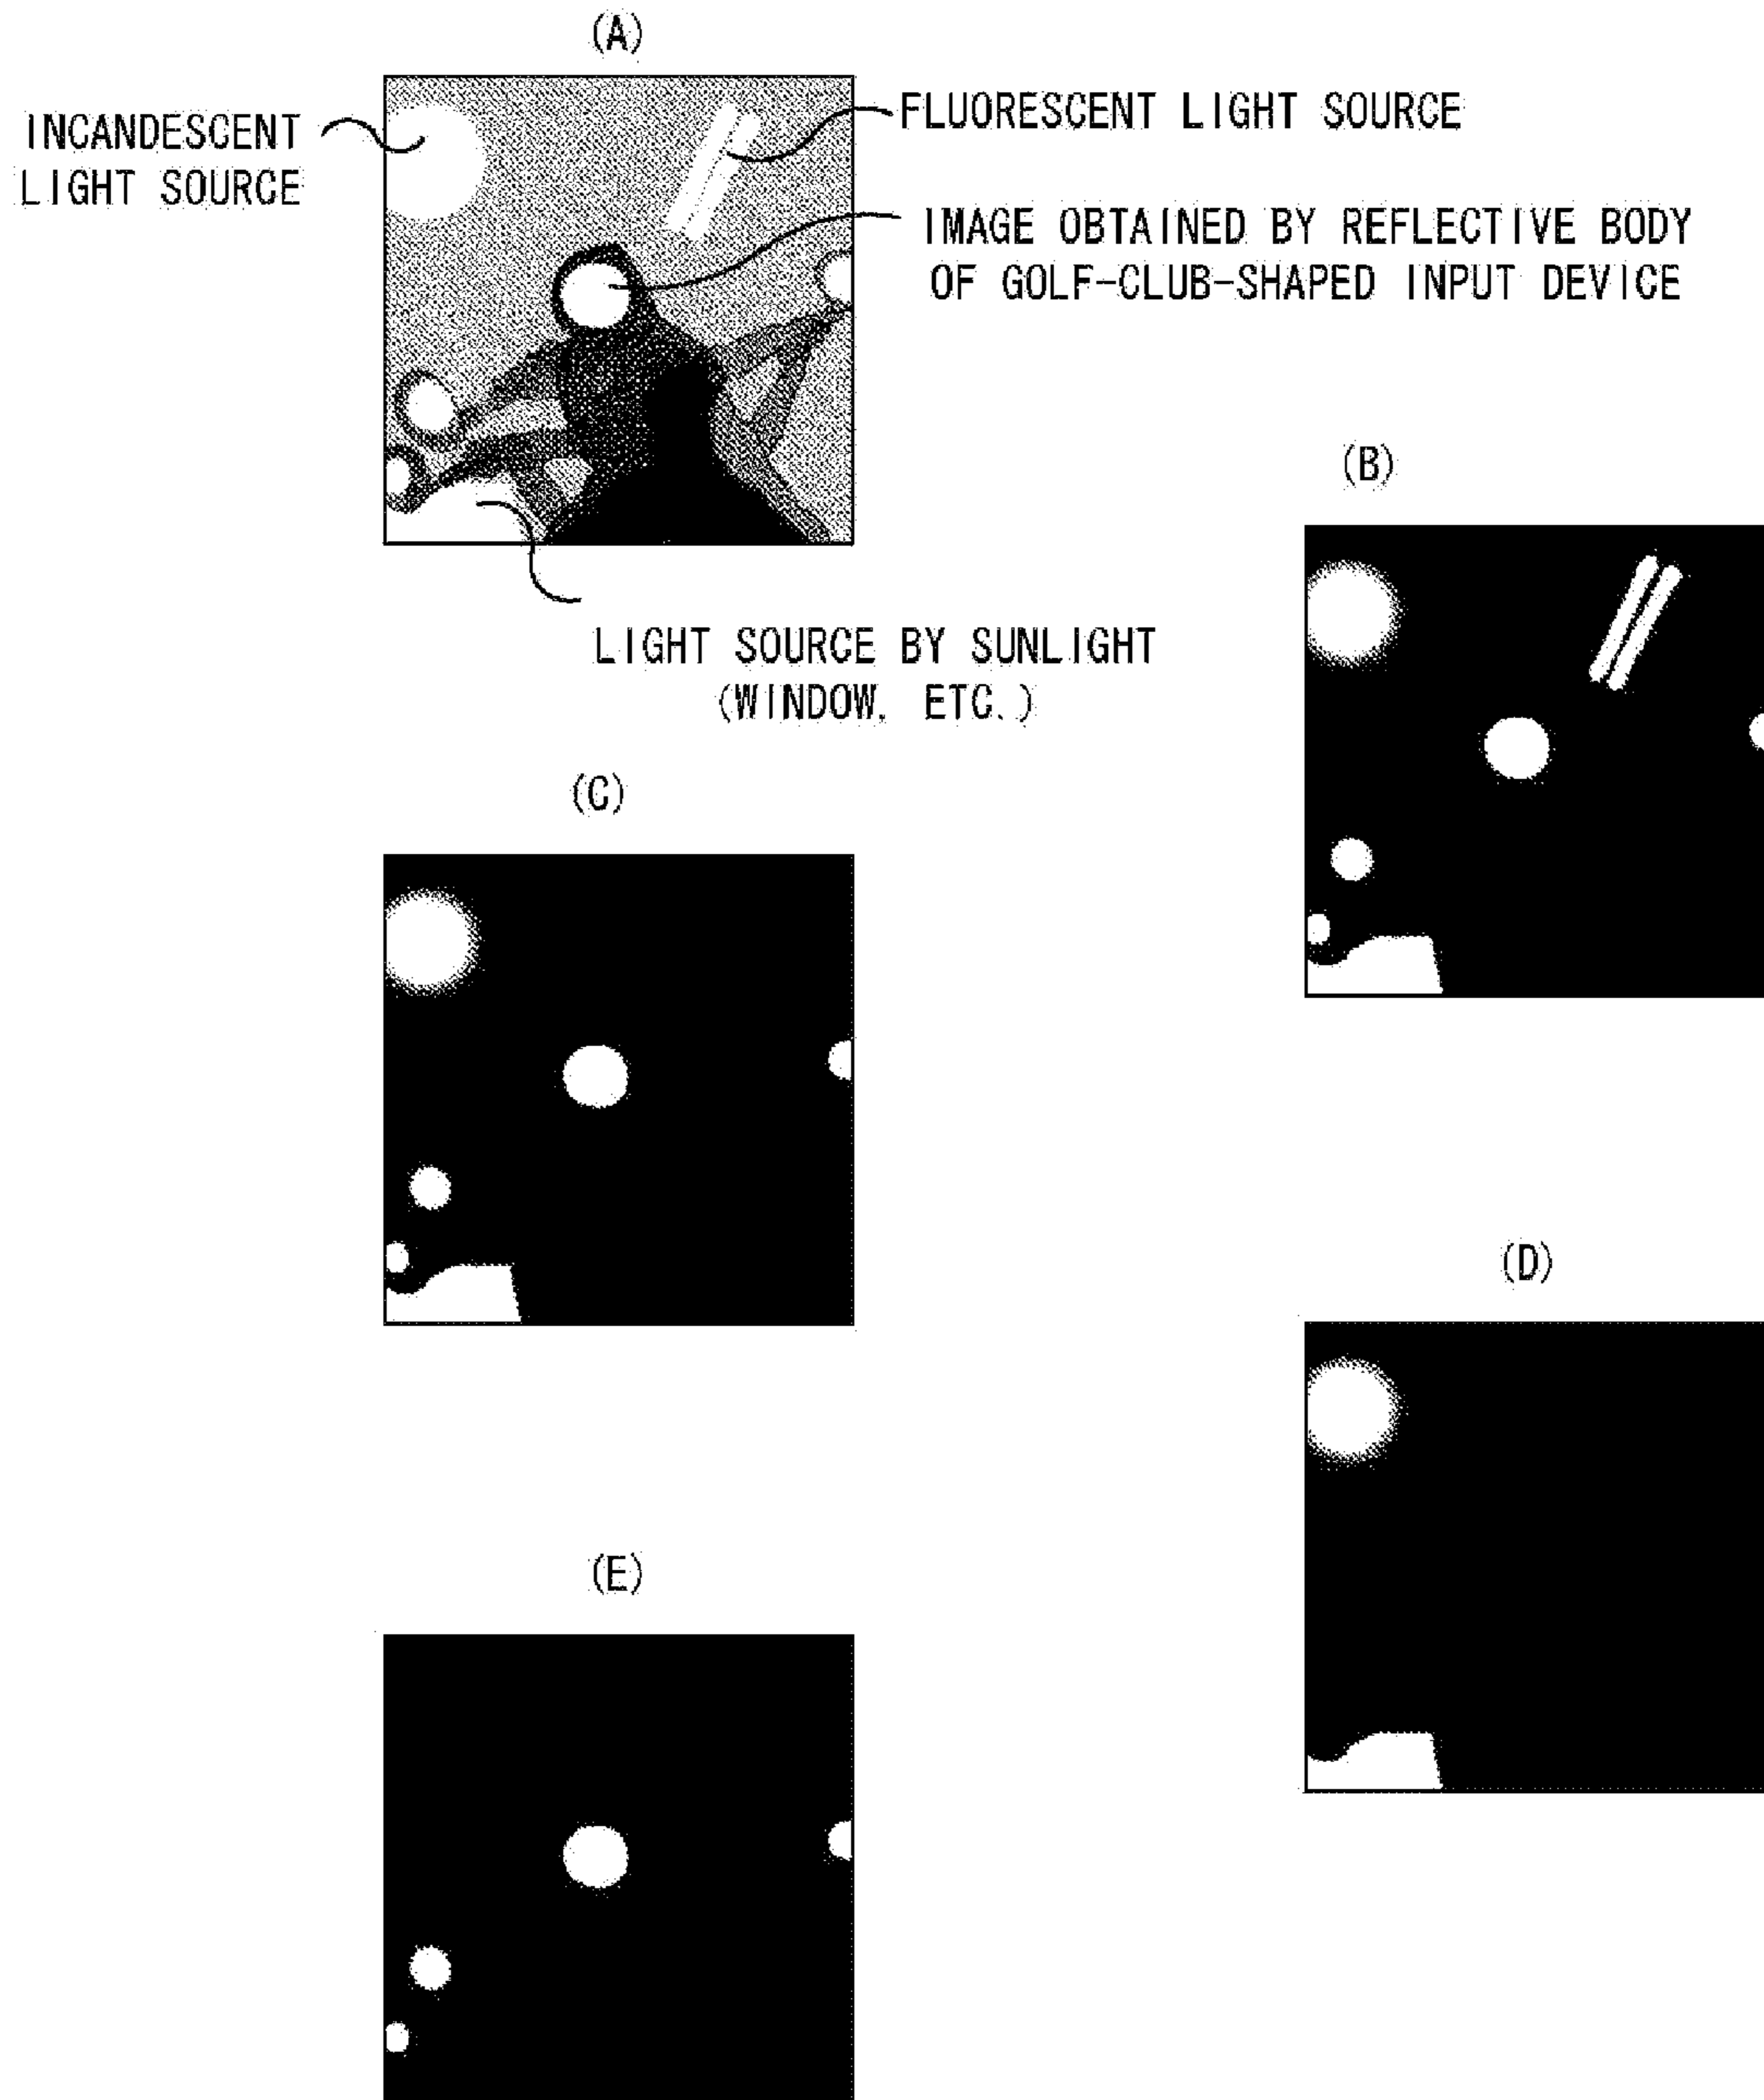 (A)
INCANDESCENT
LIGHT SOURCE
FLUORESCENT LIGHT SOURCE
IMAGE OBTAINED BY REFLECTIVE BODY
OF GOLF-CLUB-SHAPED INPUT DEVICE
LIGHT SOURCE BY SUNLIGHT
(WINDOW, ETC.)
(B)
(C)
(D)
(E)